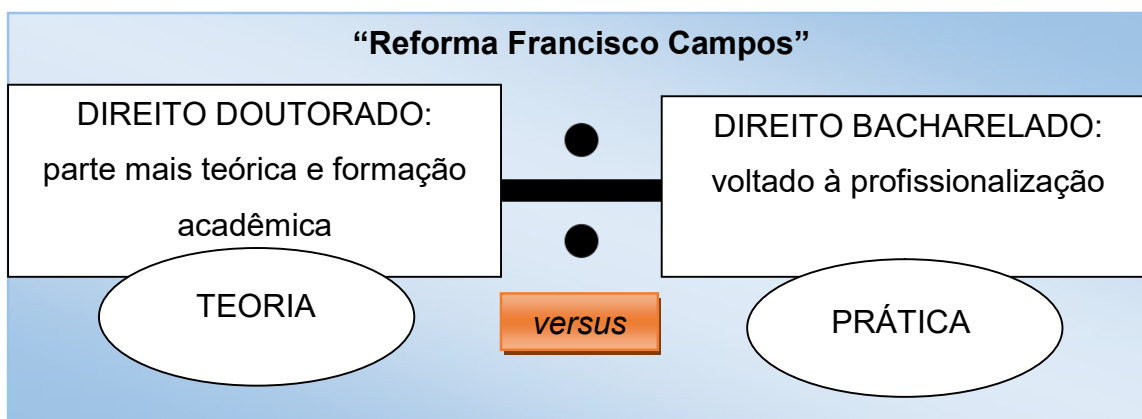 “Reforma Francisco Campos”
DIREITO DOUTORADO:
parte mais teórica e formação
acadêmica
TEORIA
versus
DIREITO BACHARELADO:
voltado à profissionalização
PRÁTICA